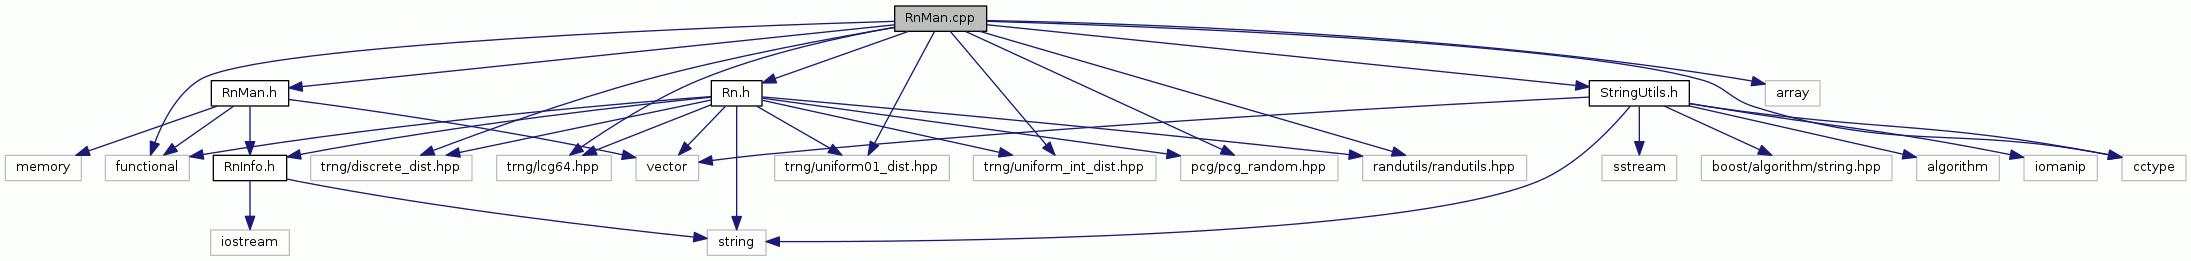 RnMan.cpp
RnMan.h
Rn.h
StringUtils.h
array
memory
functional
RnInfo.h
trng/discrete_dist.hpp
trng/lcg64.hpp
vector
trng/uniform01_dist.hpp
trng/uniform_int_dist.hpp
pcg/pcg_random.hpp
randutils/randutils.hpp
sstream
boost/algorithm/string.hpp
algorithm
iomanip
cctype
iostream
string